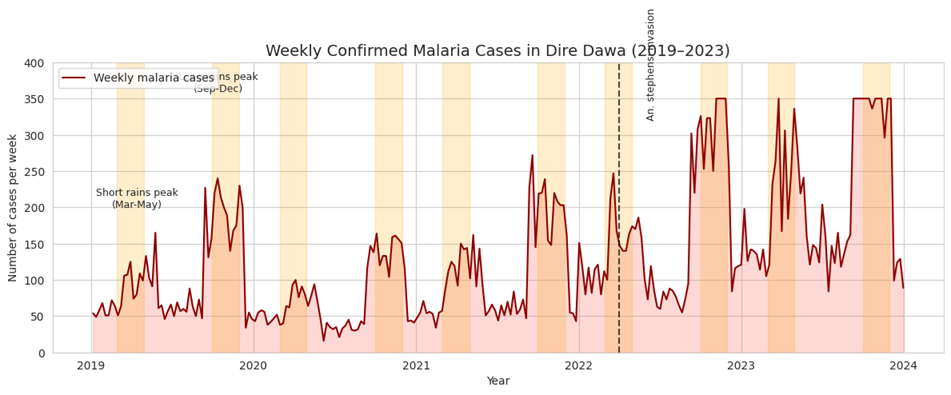 An. stephensi invasion
Weekly Confirmed Malaria Cases in Dire Dawa (2019–2023)
Weekly malaria cases
ns peak
(Sep-Dec)
Short rains peak
(Mar-May)
Number of cases per week
400
350
300
250
200
150
100
50
0
2019
2020
2021
2022
2023
2024
Year